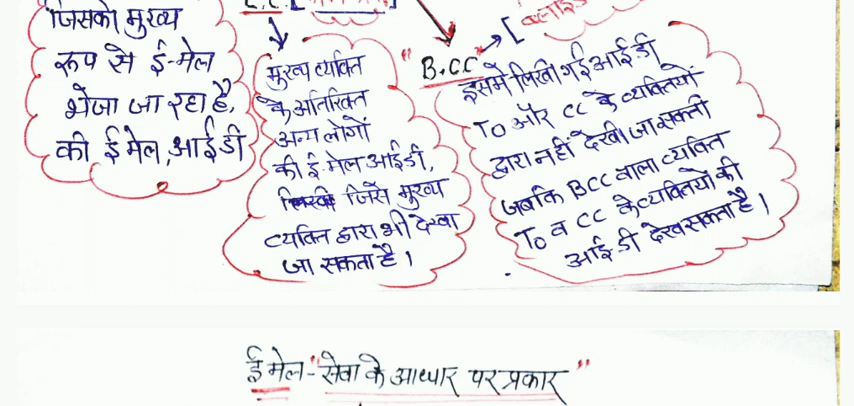 जिसको मुख्य
रूप से ई-मेल
भेजा जा रहा है,
की ई मेल, आई डी
C.C. [
मुख्य व्यक्ति
के अतिरिक्त
अन्य लोगों
की ई-मेल आई डी,
जिसे मुख्य
व्यक्ति द्वारा भी देखा
जा सकता है।
"B.CC" → [
इसमें लिखी गई आई.डी
To और CC के व्यक्तियों
द्वारा नहीं देखी जा सकती
जबकि BCC वाला व्यक्ति
To व CC के व्यक्तियों की
आई.डी देख सकता है।
ई मेल-"सेवा के आधार पर प्रकार"